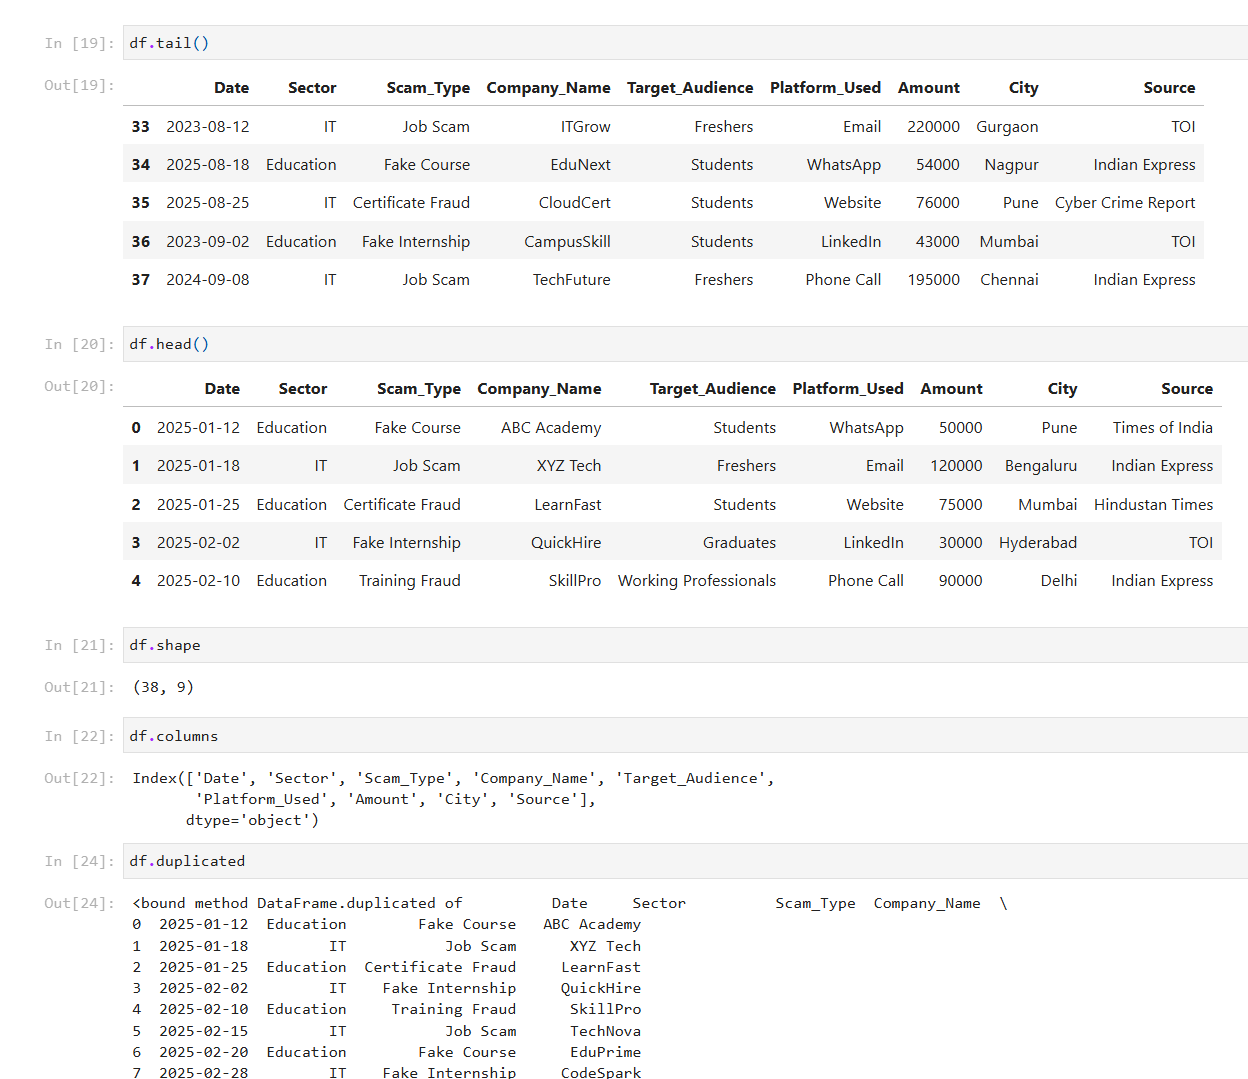 In [19]: df.tail()
Out[19]:
Date Sector Scam_Type Company_Name Target_Audience Platform_Used Amount City Source
33 2023-08-12 IT Job Scam ITGrow Freshers Email 220000 Gurgaon TOI
34 2025-08-18 Education Fake Course EduNext Students WhatsApp 54000 Nagpur Indian Express
35 2025-08-25 IT Certificate Fraud CloudCert Students Website 76000 Pune Cyber Crime Report
36 2023-09-02 Education Fake Internship CampusSkill Students LinkedIn 43000 Mumbai TOI
37 2024-09-08 IT Job Scam TechFuture Freshers Phone Call 195000 Chennai Indian Express
In [20]: df.head()
Out[20]:
Date Sector Scam_Type Company_Name Target_Audience Platform_Used Amount City Source
0 2025-01-12 Education Fake Course ABC Academy Students WhatsApp 50000 Pune Times of India
1 2025-01-18 IT Job Scam XYZ Tech Freshers Email 120000 Bengaluru Indian Express
2 2025-01-25 Education Certificate Fraud LearnFast Students Website 75000 Mumbai Hindustan Times
3 2025-02-02 IT Fake Internship QuickHire Graduates LinkedIn 30000 Hyderabad TOI
4 2025-02-10 Education Training Fraud SkillPro Working Professionals Phone Call 90000 Delhi Indian Express
In [21]: df.shape
Out[21]: (38, 9)
In [22]: df.columns
Out[22]: Index(['Date', 'Sector', 'Scam_Type', 'Company_Name', 'Target_Audience',
'Platform_Used', 'Amount', 'City', 'Source'],
dtype='object')
In [24]: df.duplicated
Out[24]: <bound method DataFrame.duplicated of Date Sector Scam_Type Company_Name \
0 2025-01-12 Education Fake Course ABC Academy
1 2025-01-18 IT Job Scam XYZ Tech
2 2025-01-25 Education Certificate Fraud LearnFast
3 2025-02-02 IT Fake Internship QuickHire
4 2025-02-10 Education Training Fraud SkillPro
5 2025-02-15 IT Job Scam TechNova
6 2025-02-20 Education Fake Course EduPrime
7 2025-02-28 IT Fake Internship CodeSpark